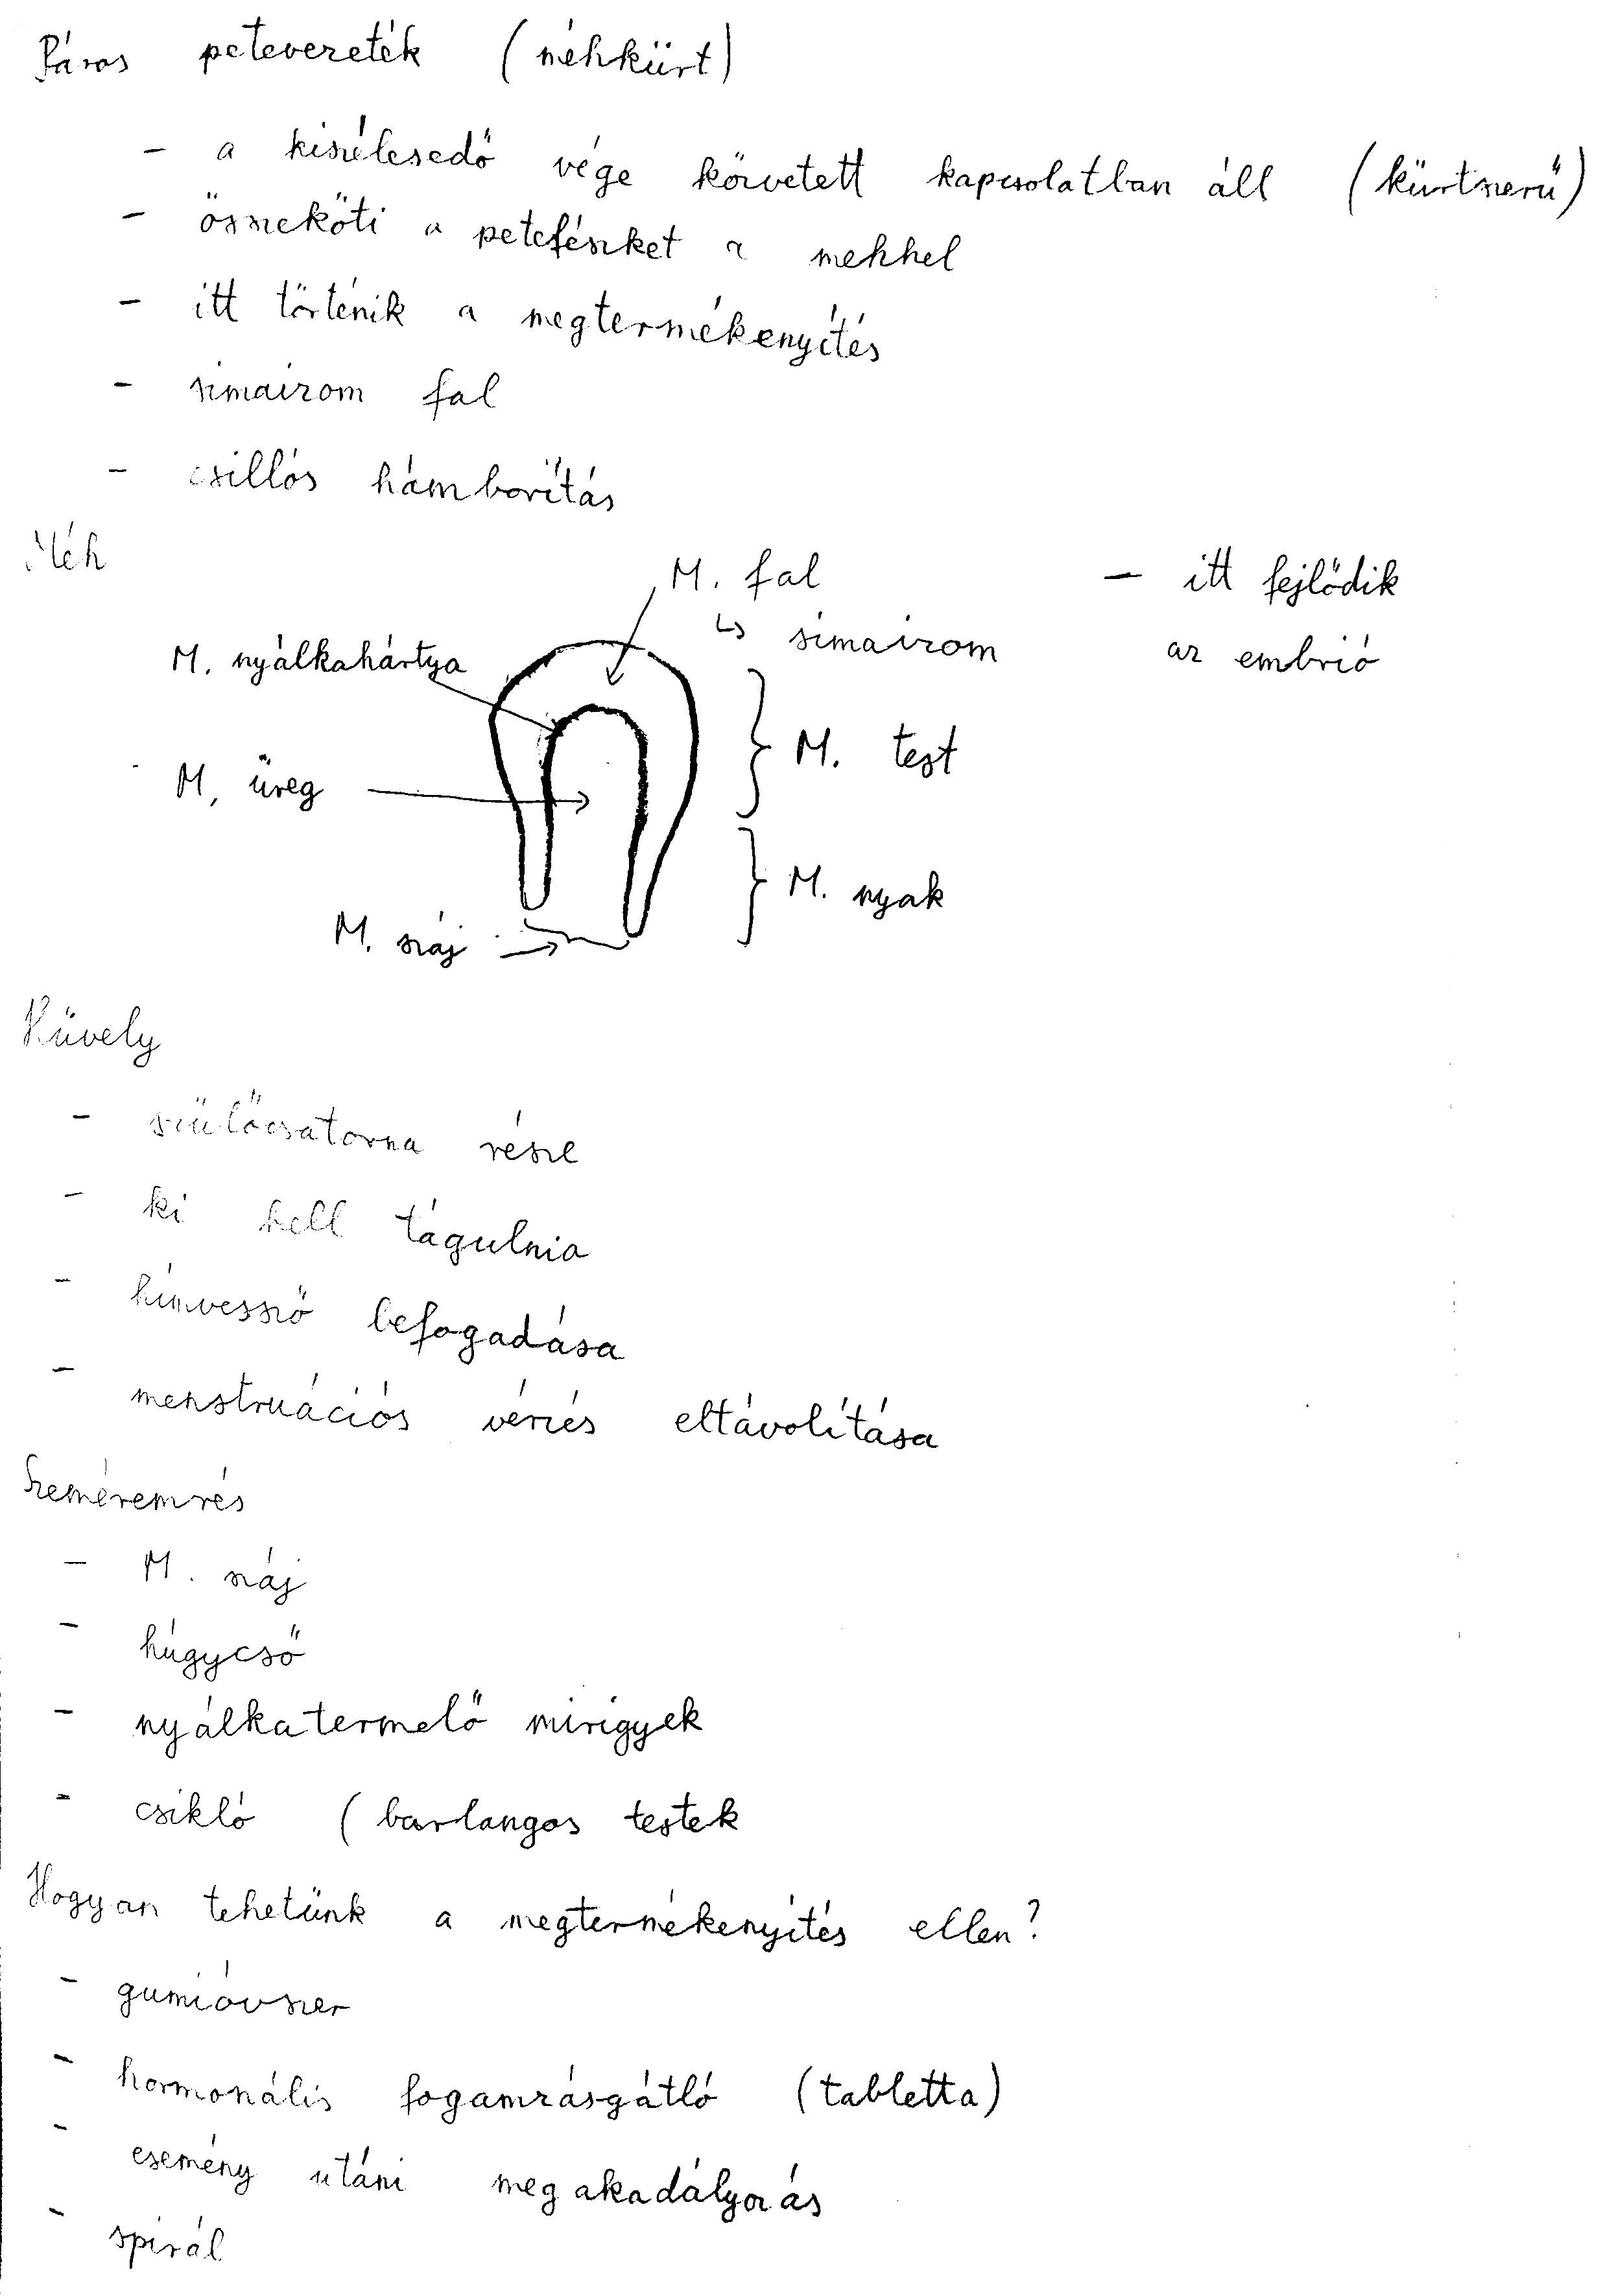 Páros petevezeték (méhkürt)
- a kiszélesedő vége közvetett kapcsolatban áll (kürtszerű)
- összeköti a petefészket a méhhel
- itt történik a megtermékenyítés
- simaizom fal
- csillós hámborítás
Méh
M. fal
↳ simaizom
- itt fejlődik
az embrió
M. nyálkahártya
M. test
M. üreg
M. nyak
M. száj
Hüvely
- szülőcsatorna része
- ki kell tágulnia
- hímvessző befogadása
- menstruációs vérzés eltávolítása
Szeméremrés
- M. száj
- húgycső
- nyálkatermelő mirigyek
- csikló (barlangos testek
Hogyan tehetünk a megtermékenyítés ellen?
- gumióvszer
- hormonális fogamzásgátló (tabletta)
- esemény utáni megakadályozás
- spirál